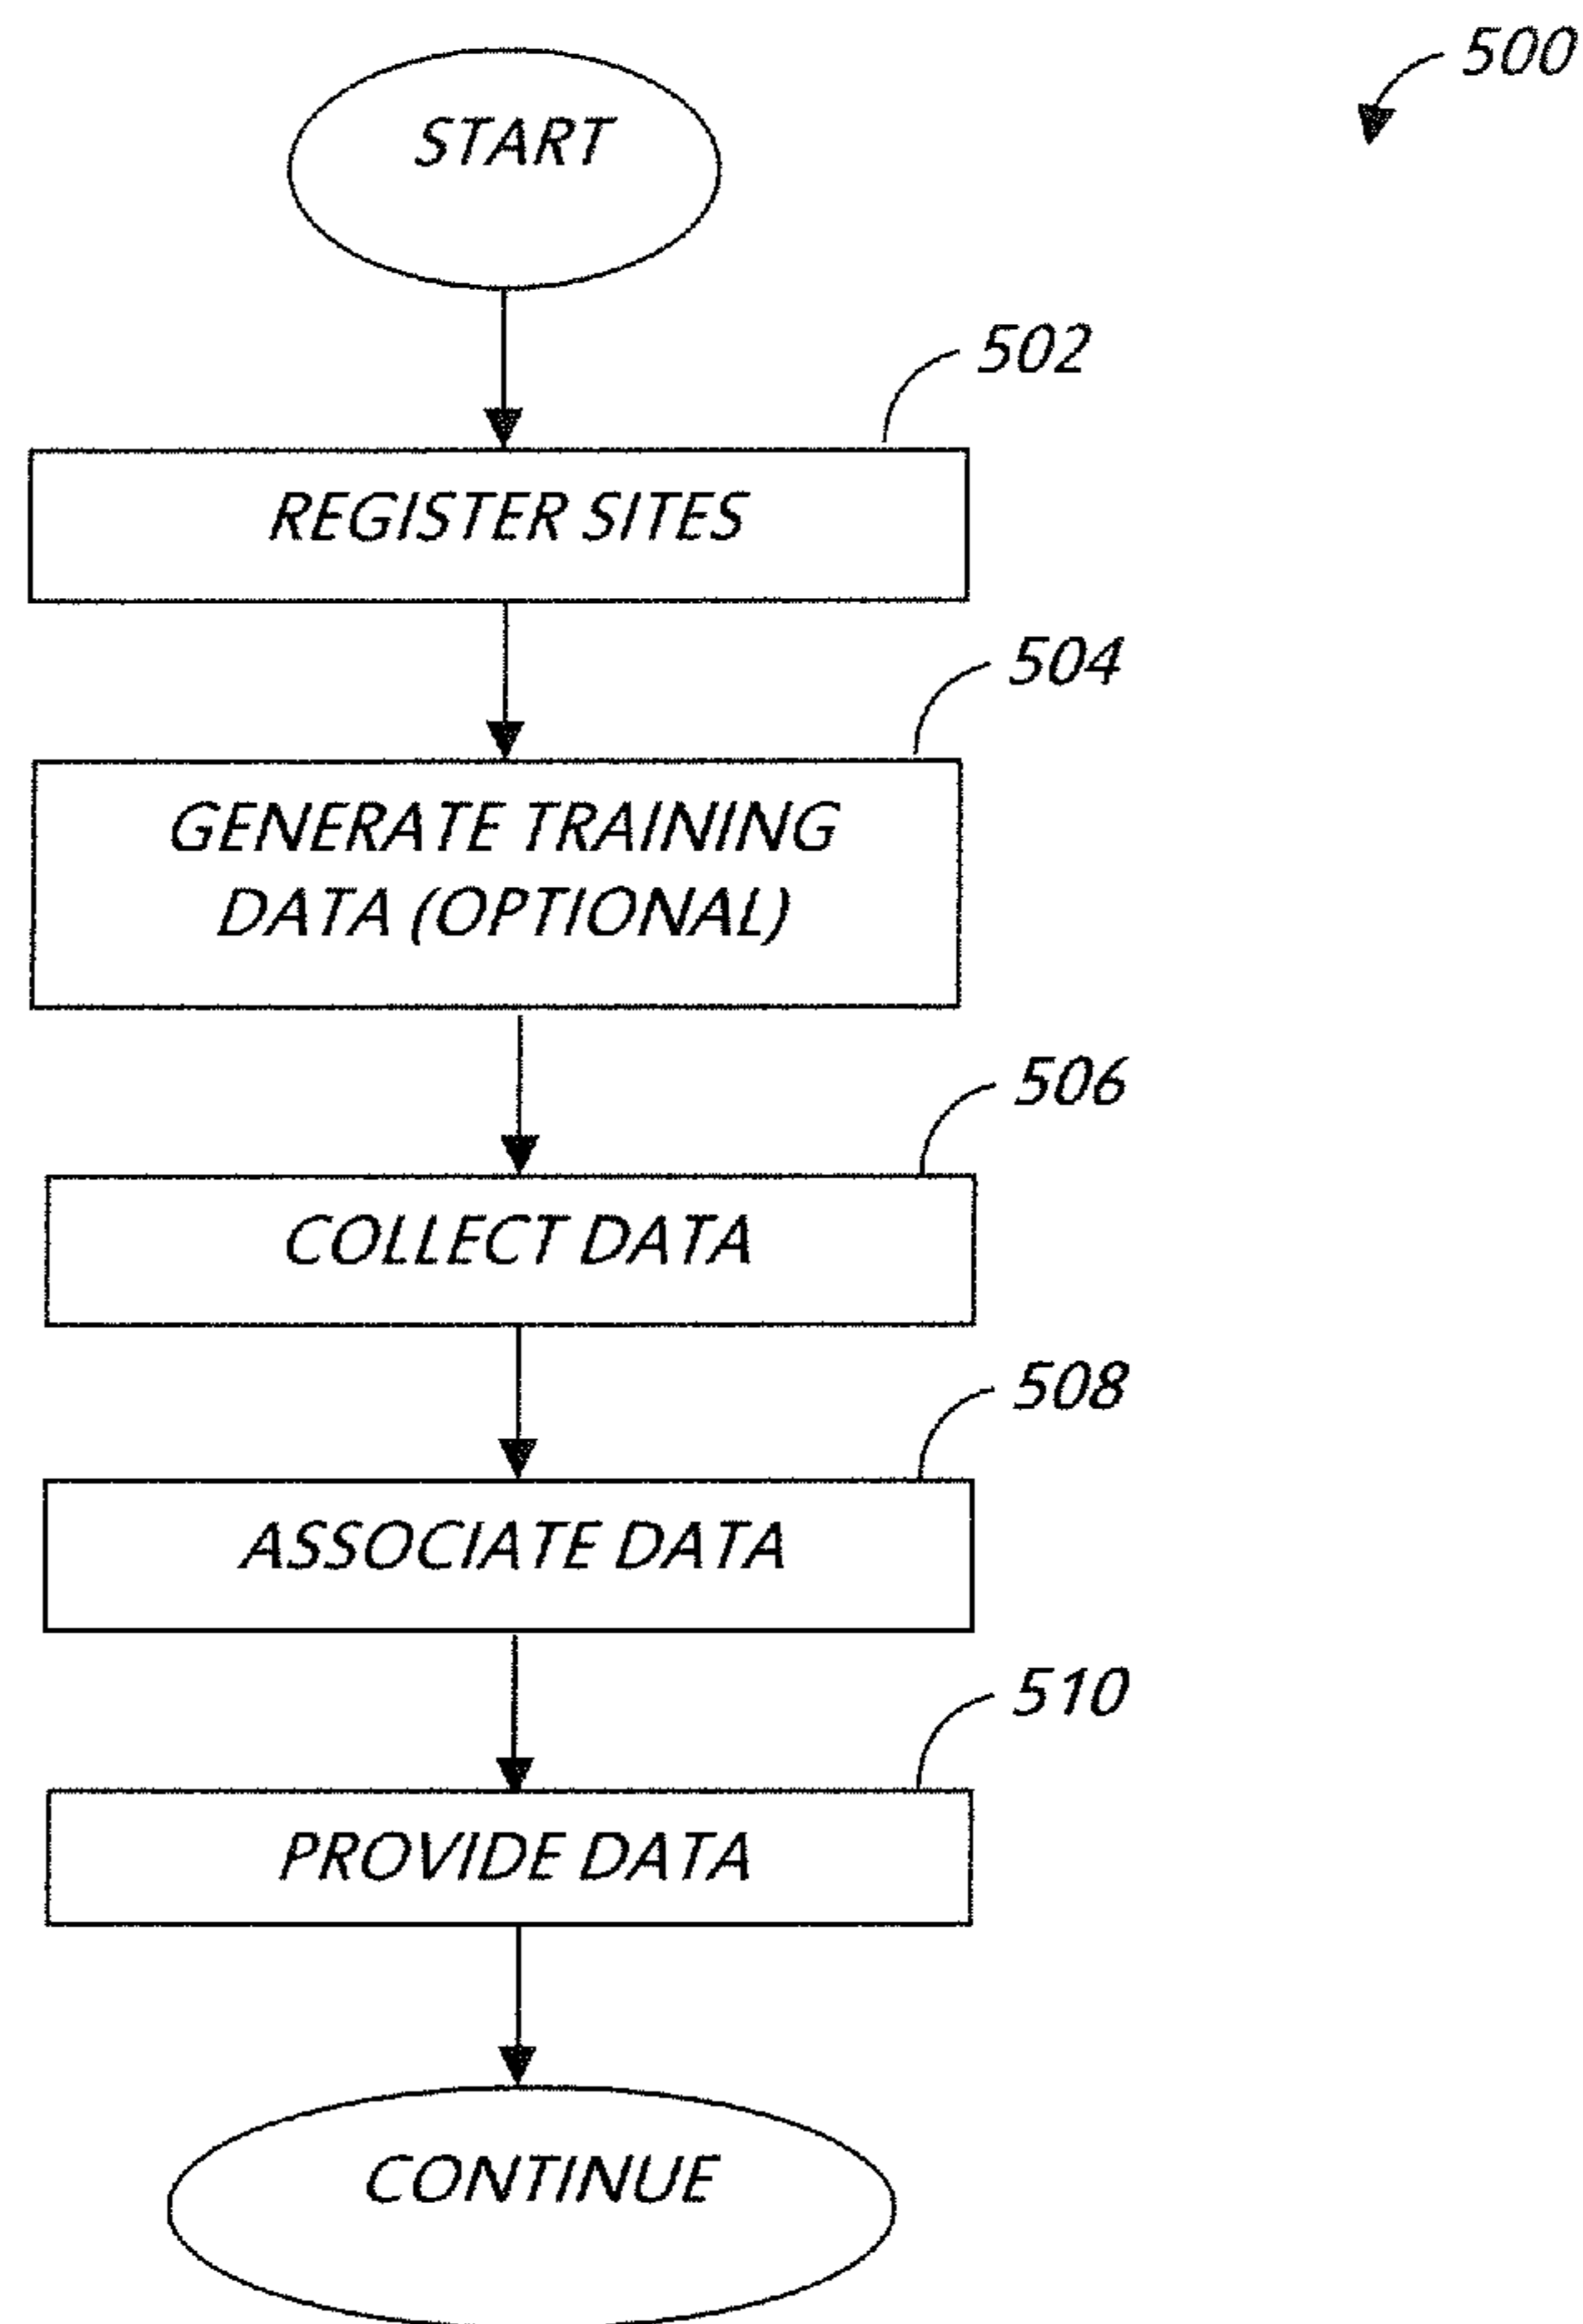 500
START
502
REGISTER SITES
504
GENERATE TRAINING
DATA (OPTIONAL)
506
COLLECT DATA
508
ASSOCIATE DATA
510
PROVIDE DATA
CONTINUE